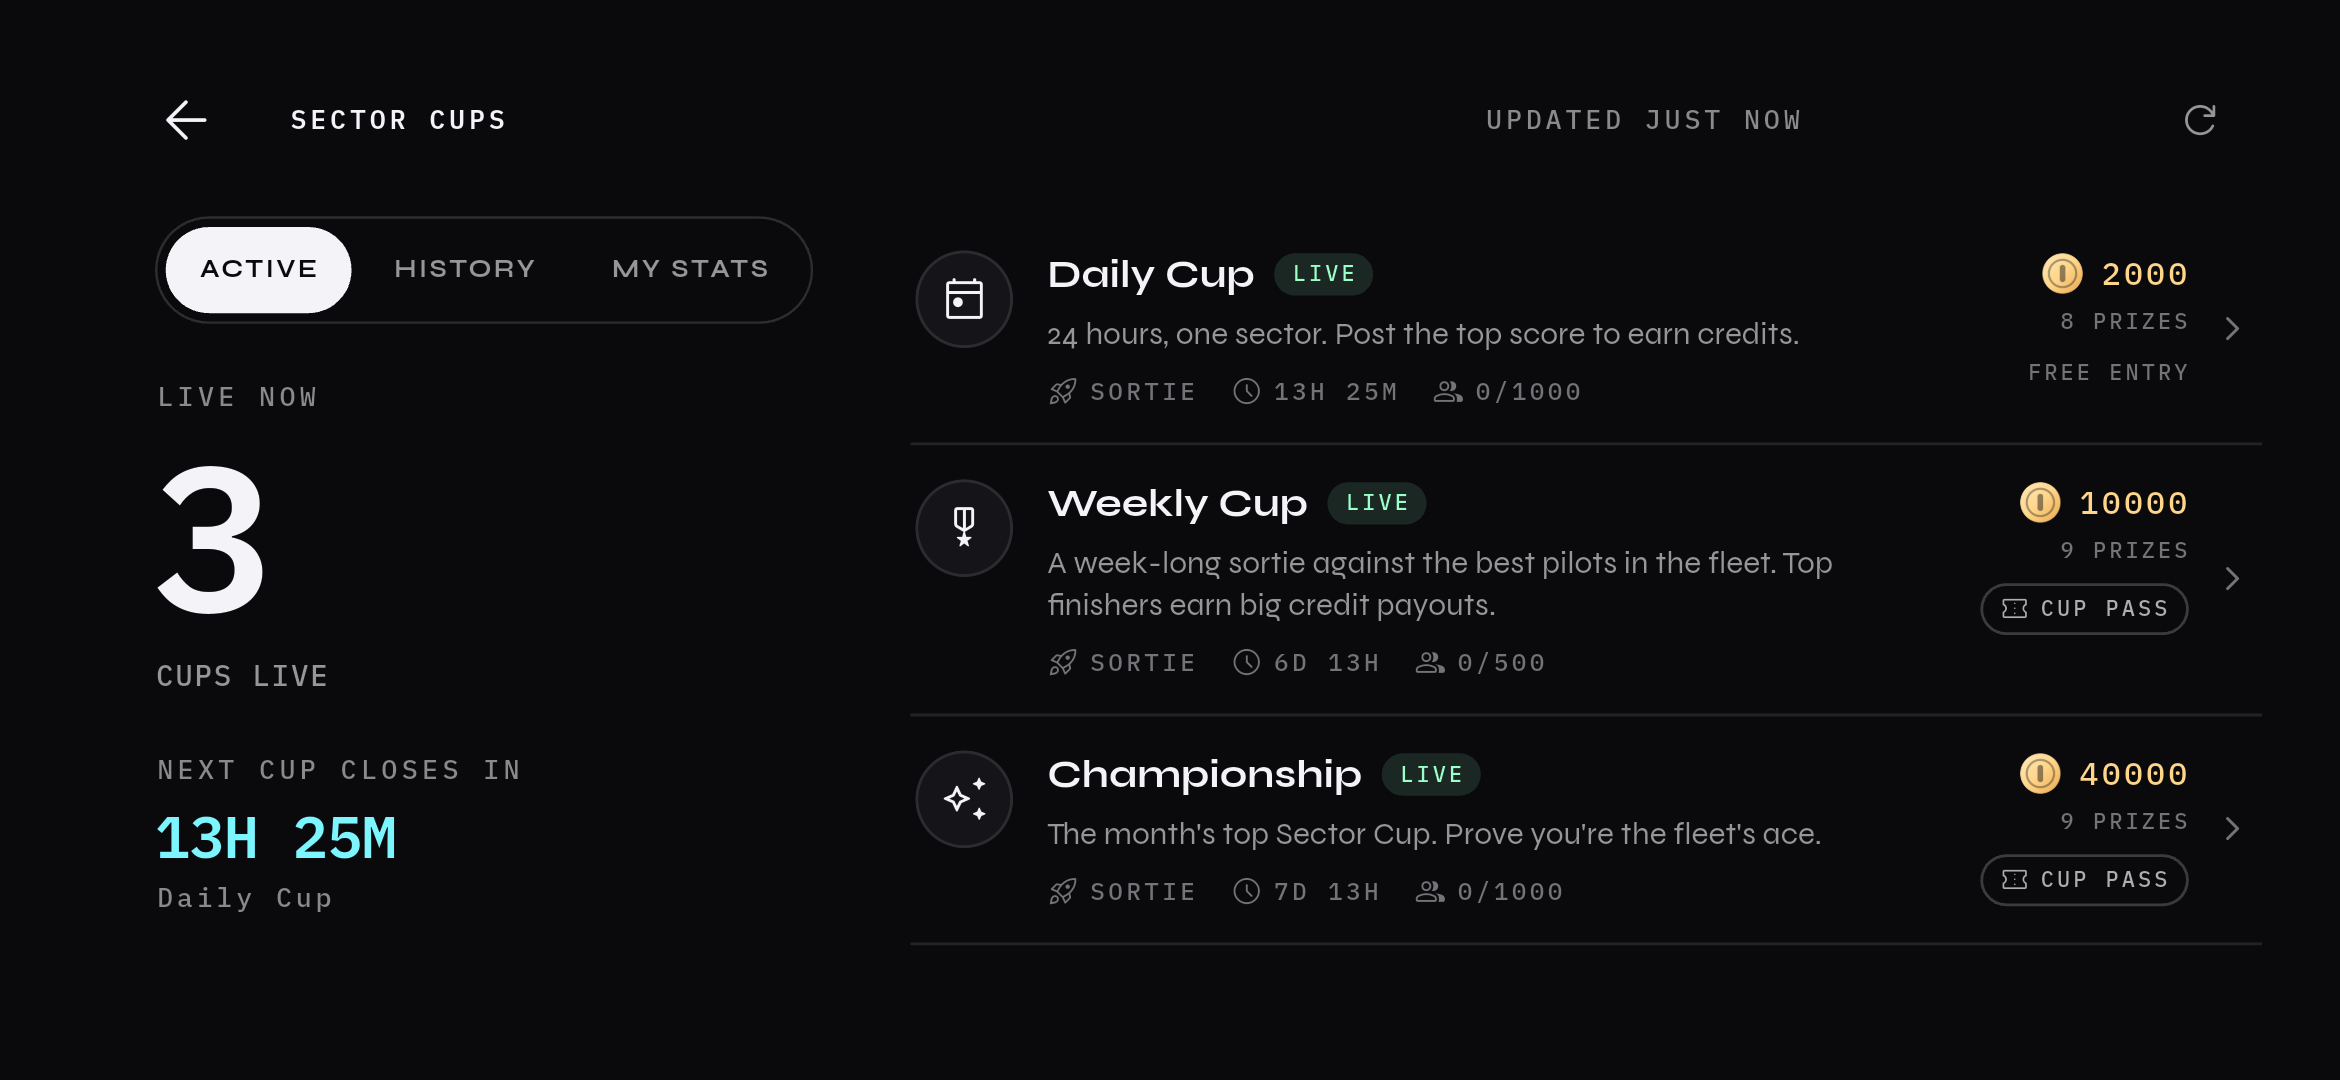 SECTOR CUPS
UPDATED JUST NOW
ACTIVE
HISTORY
MY STATS
LIVE NOW
3
CUPS LIVE
NEXT CUP CLOSES IN
13H 25M
Daily Cup
Daily Cup
LIVE
24 hours, one sector. Post the top score to earn credits.
SORTIE
13H 25M
0/1000
2000
8 PRIZES
FREE ENTRY
Weekly Cup
LIVE
A week-long sortie against the best pilots in the fleet. Top
finishers earn big credit payouts.
SORTIE
6D 13H
0/500
10000
9 PRIZES
CUP PASS
Championship
LIVE
The month's top Sector Cup. Prove you're the fleet's ace.
SORTIE
7D 13H
0/1000
40000
9 PRIZES
CUP PASS